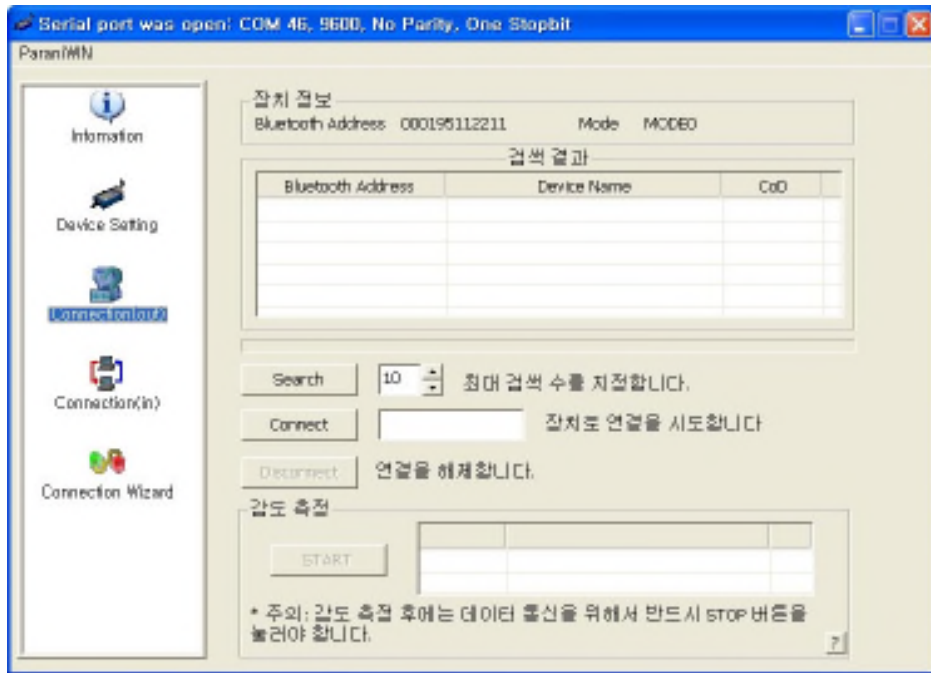 Serial port was open: COM 46, 9600, No Parity, One Stopbit
ParaniWIN
Infomation
Device Setting
Connection(out)
Connection(in)
Connection Wizard
장치 정보
Bluetooth Address 000195112211 Mode MODE0
검색 결과
Bluetooth Address Device Name CoD
Search 10 최대 검색 수를 지정합니다.
Connect 장치로 연결을 시도합니다
Disconnect 연결을 해제합니다.
감도 측정
START
* 주의: 감도 측정 후에는 데이터 통신을 위해서 반드시 STOP 버튼을
눌러야 합니다.
?